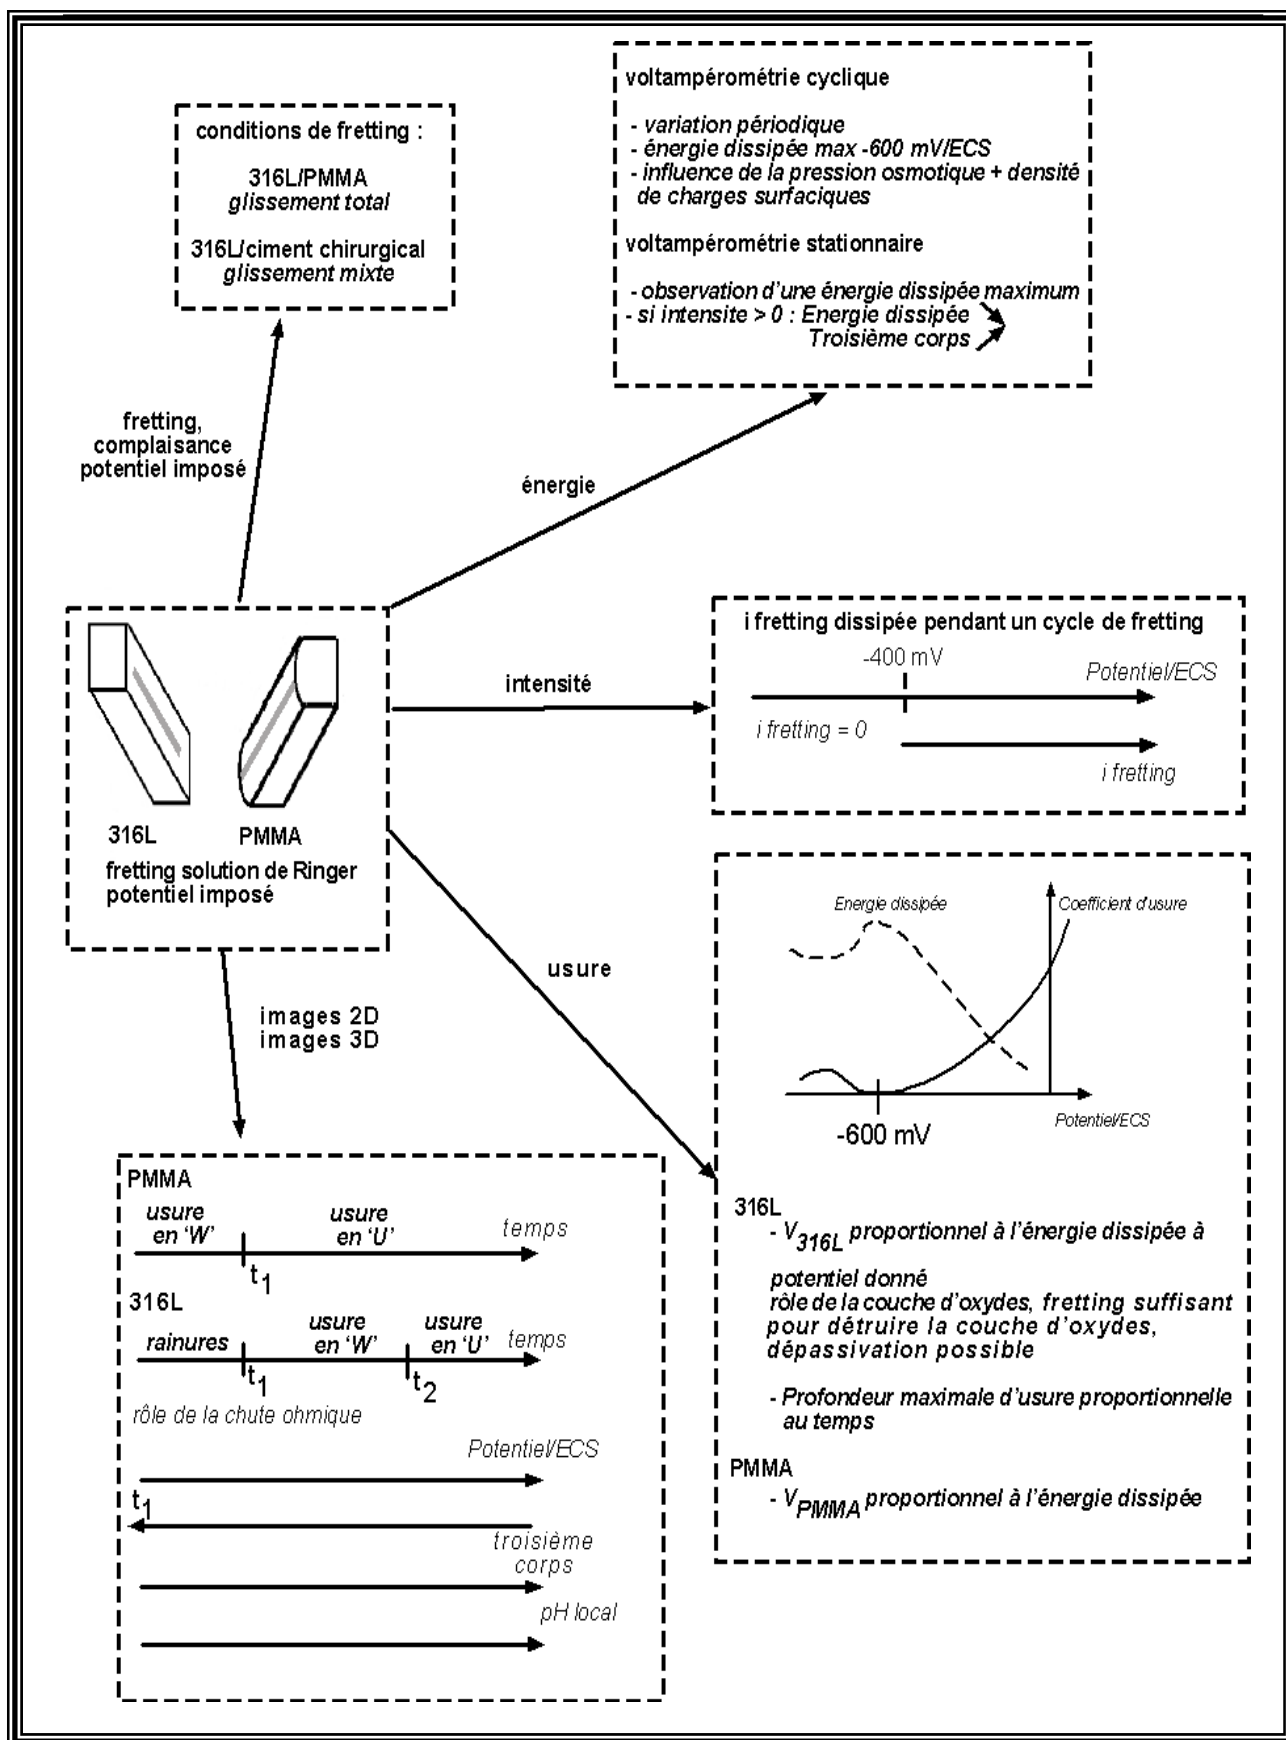 conditions de fretting :
316L/PMMA
glissement total
316L/ciment chirurgical
glissement mixte
voltampérométrie cyclique
- variation périodique
- énergie dissipée max -600 mV/ECS
- influence de la pression osmotique + densité
de charges surfaciques
voltampérométrie stationnaire
- observation d'une énergie dissipée maximum
- si intensite > 0 : Energie dissipée
Troisième corps
fretting,
complaisance
potentiel imposé
énergie
316L PMMA
fretting solution de Ringer
potentiel imposé
intensité
i fretting dissipée pendant un cycle de fretting
-400 mV
Potentiel/ECS
i fretting = 0
i fretting
usure
Energie dissipée
Coefficient d'usure
Potentiel/ECS
-600 mV
316L
- V316L proportionnel à l'énergie dissipée à
potentiel donné
rôle de la couche d'oxydes, fretting suffisant
pour détruire la couche d'oxydes,
dépassivation possible
- Profondeur maximale d'usure proportionnelle
au temps
PMMA
- VPMMA proportionnel à l'énergie dissipée
images 2D
images 3D
PMMA
usure
en 'W'
usure
en 'U'
temps
t1
316L
rainures
usure
en 'W'
usure
en 'U'
temps
t1
t2
rôle de la chute ohmique
Potentiel/ECS
t1
troisième
corps
pH local